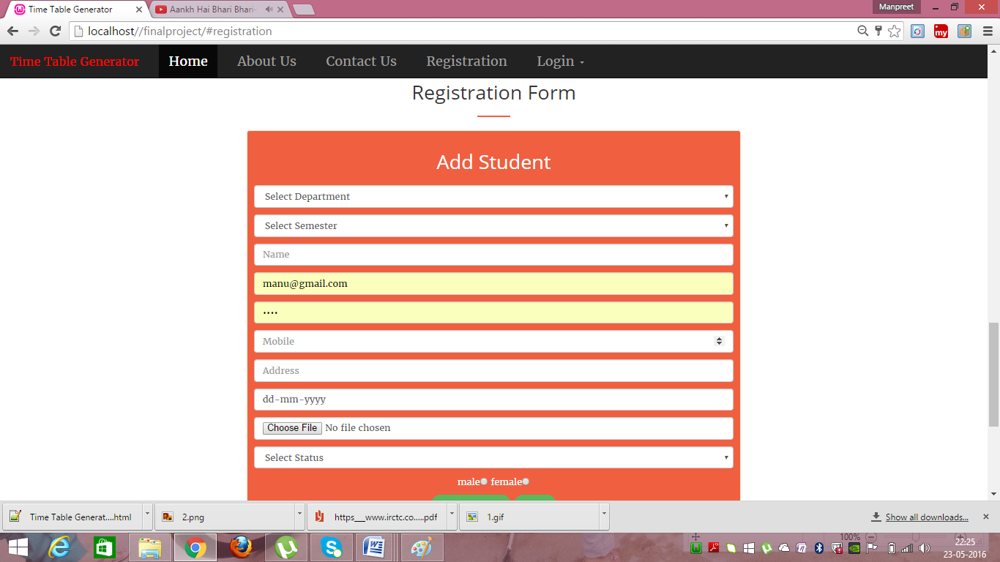 Time Table Generator
Aankh Hai Bhari Bhari-
Manpreet
localhost//finalproject/#registration
my
Time Table Generator Home About Us Contact Us Registration Login
Registration Form
Add Student
Select Department
Select Semester
Name
manu@gmail.com
····
Mobile
Address
dd-mm-yyyy
Choose File No file chosen
Select Status
male female
Time Table Generat....html
2.png
https___www.irctc.co.....pdf
1.gif
Show all downloads...
100%
22:25
23-05-2016